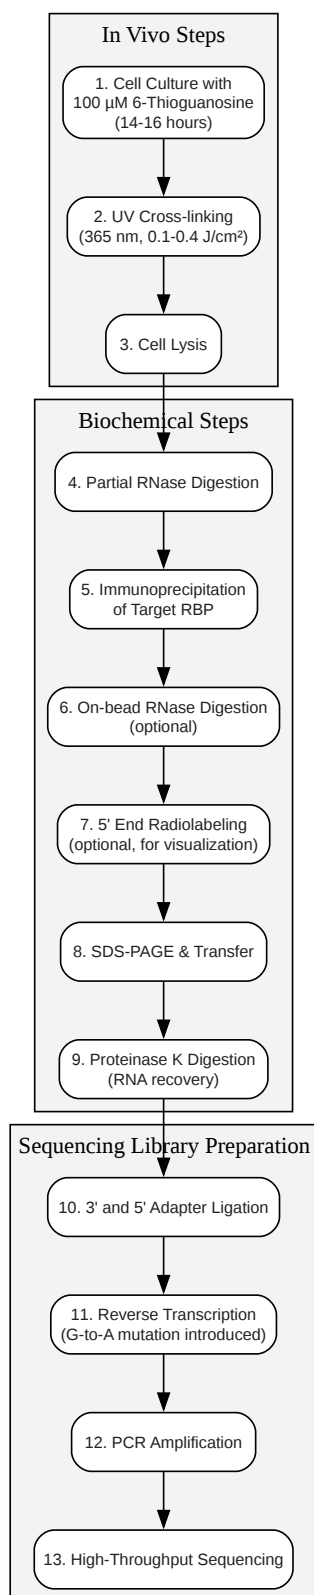 In Vivo Steps
1. Cell Culture with
100 µM 6-Thioguanosine
(14-16 hours)
2. UV Cross-linking
(365 nm, 0.1-0.4 J/cm²)
3. Cell Lysis
Biochemical Steps
4. Partial RNase Digestion
5. Immunoprecipitation
of Target RBP
6. On-bead RNase Digestion
(optional)
7. 5' End Radiolabeling
(optional, for visualization)
8. SDS-PAGE & Transfer
9. Proteinase K Digestion
(RNA recovery)
Sequencing Library Preparation
10. 3' and 5' Adapter Ligation
11. Reverse Transcription
(G-to-A mutation introduced)
12. PCR Amplification
13. High-Throughput Sequencing